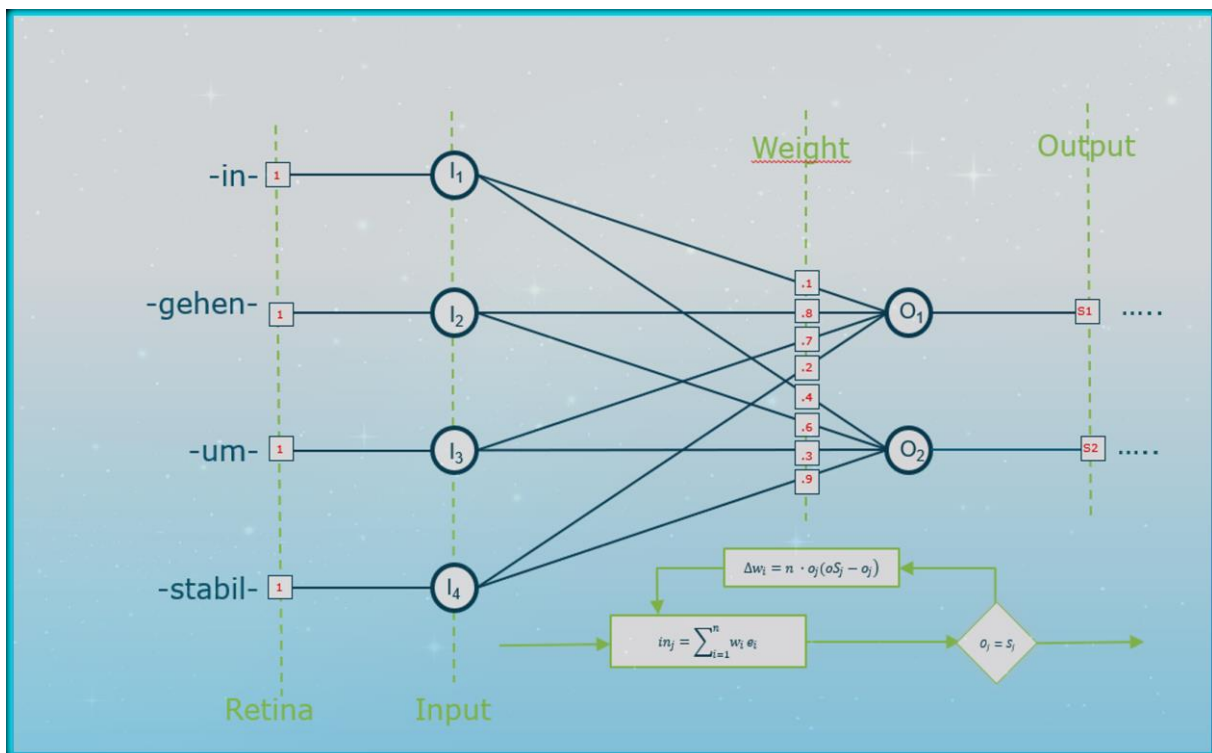 Weight
Output
-in-
1
I₁
-gehen-
1
I₂
-um-
1
I₃
-stabil-
1
I₄
.1
.8
.7
.2
.4
.6
.3
.9
O₁
S1
.....
O₂
S2
.....
Δwᵢ = n · oⱼ(oSⱼ − oⱼ)
inⱼ = ∑ⁿᵢ₌₁ wᵢ eᵢ
Oⱼ = Sⱼ
Retina
Input